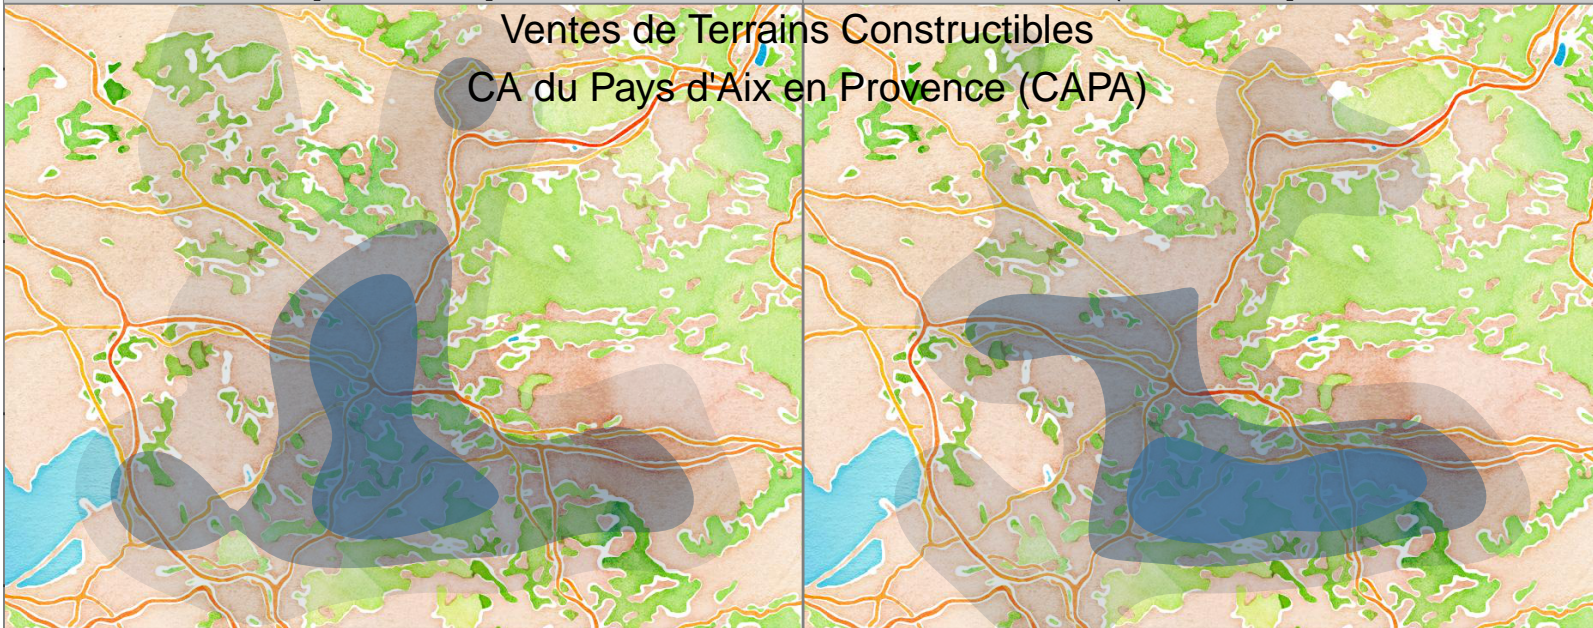 Ventes de Terrains Constructibles
CA du Pays d'Aix en Provence (CAPA)